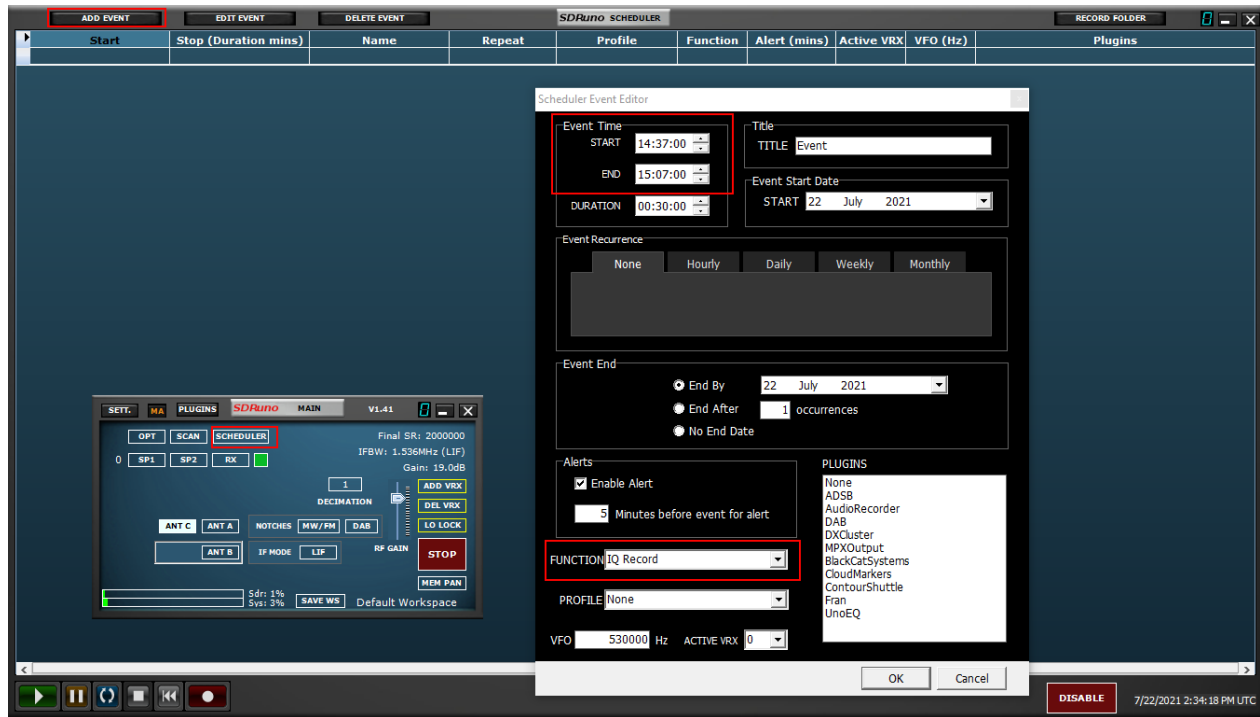 ADD EVENT EDIT EVENT DELETE EVENT SDRuno SCHEDULER RECORD FOLDER
Start Stop (Duration mins) Name Repeat Profile Function Alert (mins) Active VRX VFO (Hz) Plugins
Scheduler Event Editor
Event Time
START 14:37:00
END 15:07:00
DURATION 00:30:00
Title
TITLE Event
Event Start Date
START 22 July 2021
Event Recurrence
None Hourly Daily Weekly Monthly
Event End
End By 22 July 2021
End After 1 occurrences
No End Date
Alerts
Enable Alert
5 Minutes before event for alert
FUNCTION IQ Record
PROFILE None
VFO 530000 Hz ACTIVE VRX 0
PLUGINS
None
ADSB
AudioRecorder
DAB
DXCluster
MPXOutput
BlackCatSystems
CloudMarkers
ContourShuttle
Fran
UnoEQ
OK Cancel
SETT. MA PLUGINS SDRuno MAIN V1.41
OPT SCAN SCHEDULER Final SR: 2000000
IFBW: 1.536MHz (LIF)
0 SP1 SP2 RX Gain: 19.0dB
1 ADD VRX
DECIMATION DEL VRX
ANT C ANT A NOTCHES MW/FM DAB LO LOCK
ANT B IF MODE LIF RF GAIN STOP
MEM PAN
Sdr: 1%
Sys: 3% SAVE WS Default Workspace
DISABLE 7/22/2021 2:34:18 PM UTC